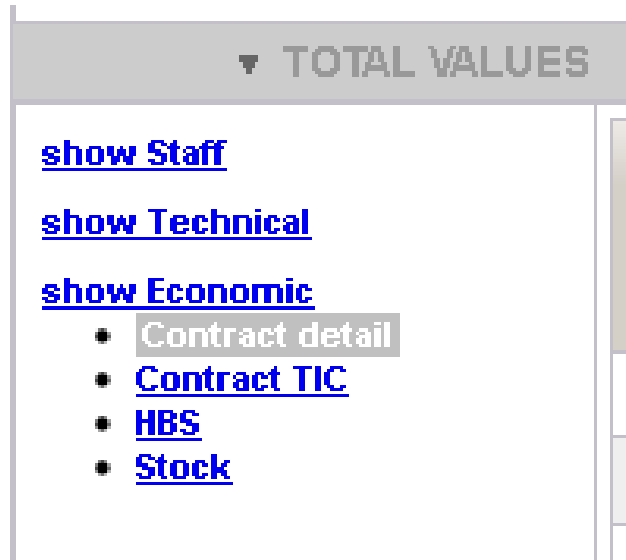 TOTAL VALUES
show Staff
show Technical
show Economic
Contract detail
Contract TIC
HBS
Stock